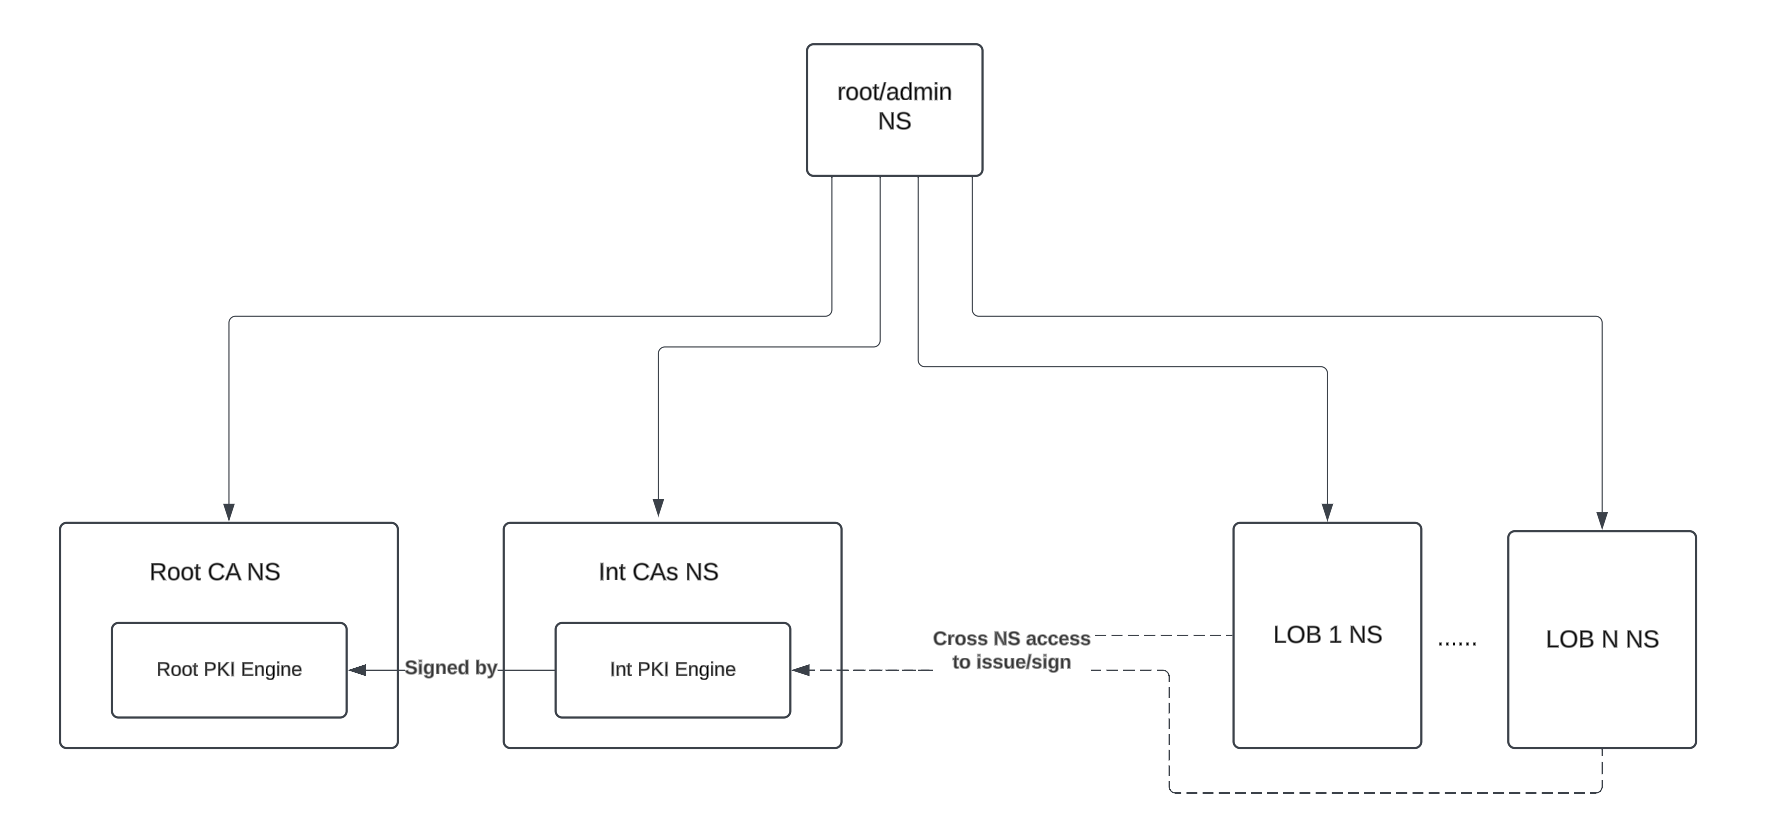 root/admin
NS
Root CA NS
Root PKI Engine
Signed by
Int CAs NS
Int PKI Engine
Cross NS access
to issue/sign
LOB 1 NS
......
LOB N NS